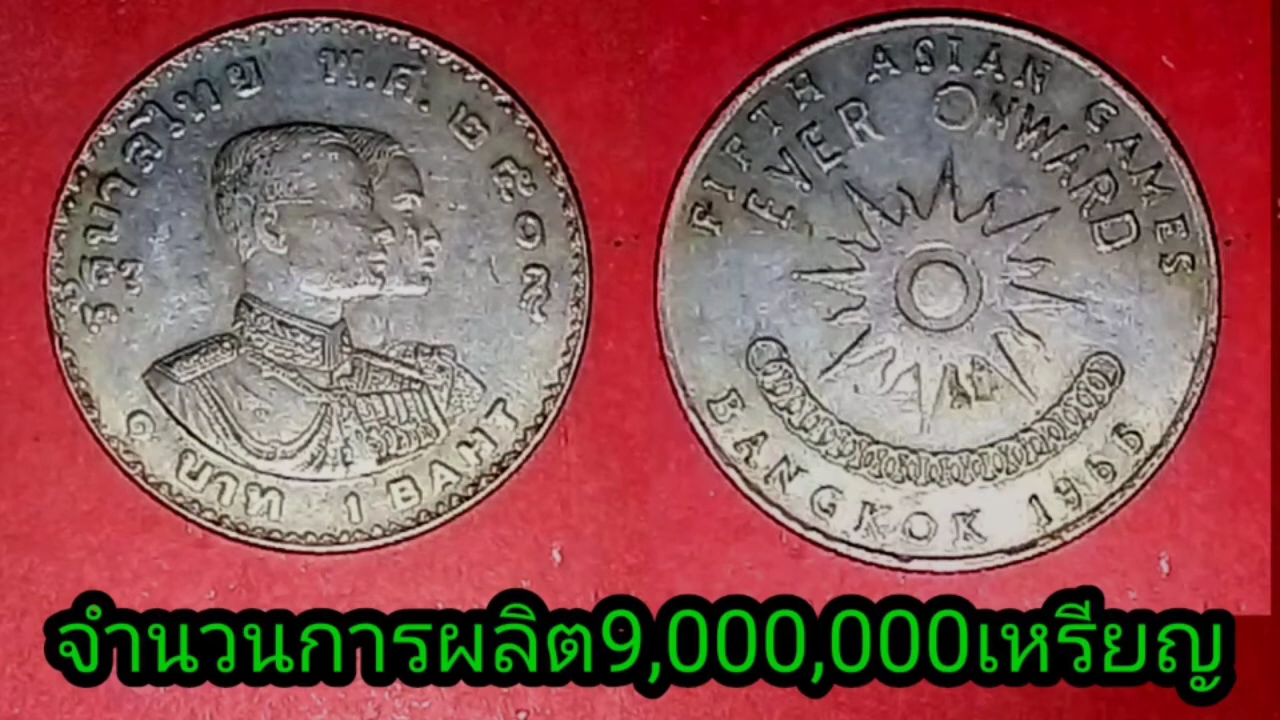 รัฐบาลไทย พ.ศ. ๒๕๐๙
๑ บาท 1 BAHT
FIFTH ASIAN GAMES
EVER ONWARD
BANGKOK 1966
จำนวนการผลิต9,000,000เหรียญ